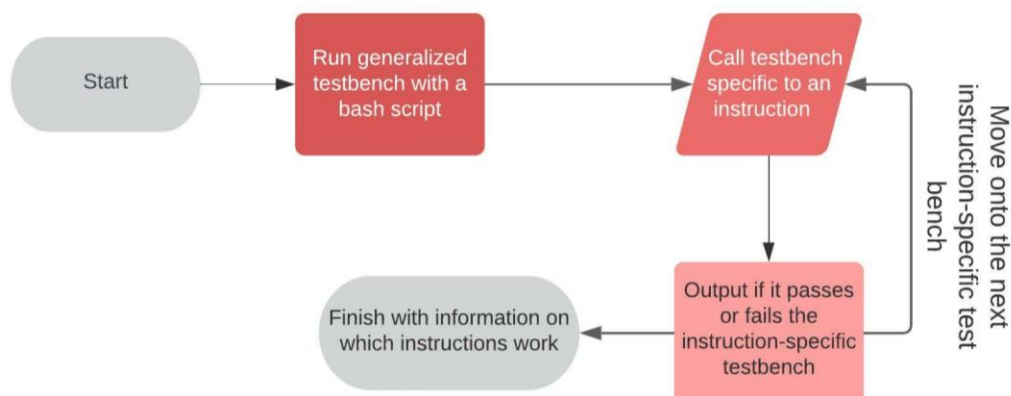 Start
Run generalized
testbench with a
bash script
Call testbench
specific to an
instruction
Move onto the next
instruction-specific test
bench
Output if it passes
or fails the
instruction-specific
testbench
Finish with information on
which instructions work